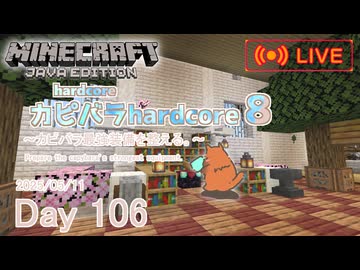 MINECRAFT
JAVA EDITION
LIVE
hardcore
カピバラhardcore8
～カピバラ最強装備を整える。～
Prepare the capybara's strongest equipment.
2025/05/11
Day 106